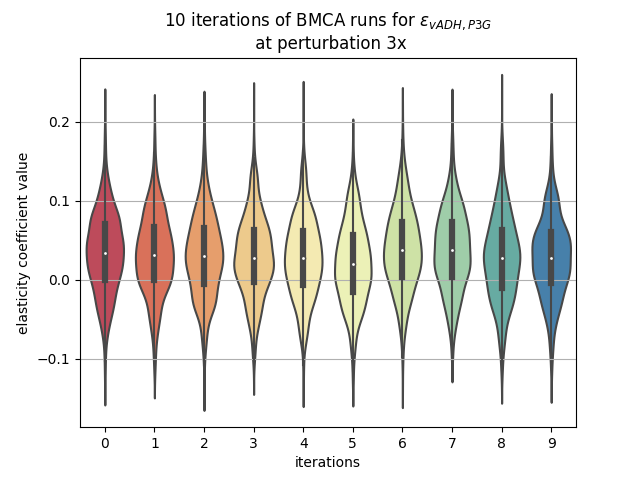 10 iterations of BMCA runs for ε_{vADH, P3G}
at perturbation 3x
elasticity coefficient value
0.2
0.1
0.0
−0.1
0 1 2 3 4 5 6 7 8 9
iterations